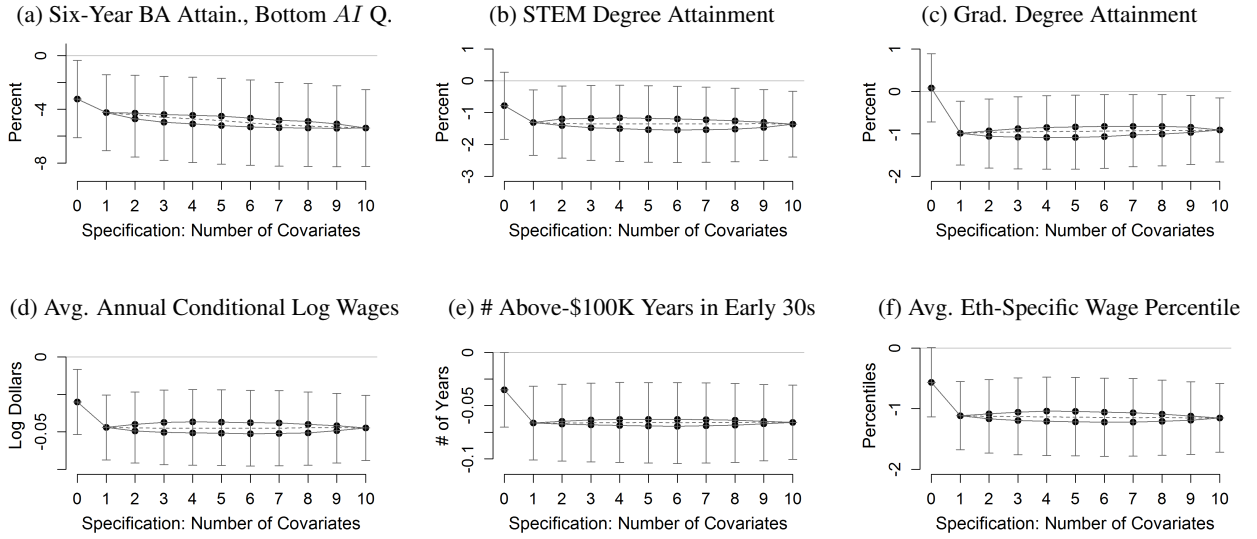 (a) Six-Year BA Attain., Bottom AI Q.
(b) STEM Degree Attainment
(c) Grad. Degree Attainment
Percent
0
-4
-8
0 1 2 3 4 5 6 7 8 9 10
Specification: Number of Covariates
Percent
1
0
-1
-2
-3
0 1 2 3 4 5 6 7 8 9 10
Specification: Number of Covariates
Percent
1
0
-1
-2
0 1 2 3 4 5 6 7 8 9 10
Specification: Number of Covariates
(d) Avg. Annual Conditional Log Wages
(e) # Above-$100K Years in Early 30s
(f) Avg. Eth-Specific Wage Percentile
Log Dollars
0
-0.05
0 1 2 3 4 5 6 7 8 9 10
Specification: Number of Covariates
# of Years
0
-0.05
-0.1
0 1 2 3 4 5 6 7 8 9 10
Specification: Number of Covariates
Percentiles
0
-1
-2
0 1 2 3 4 5 6 7 8 9 10
Specification: Number of Covariates